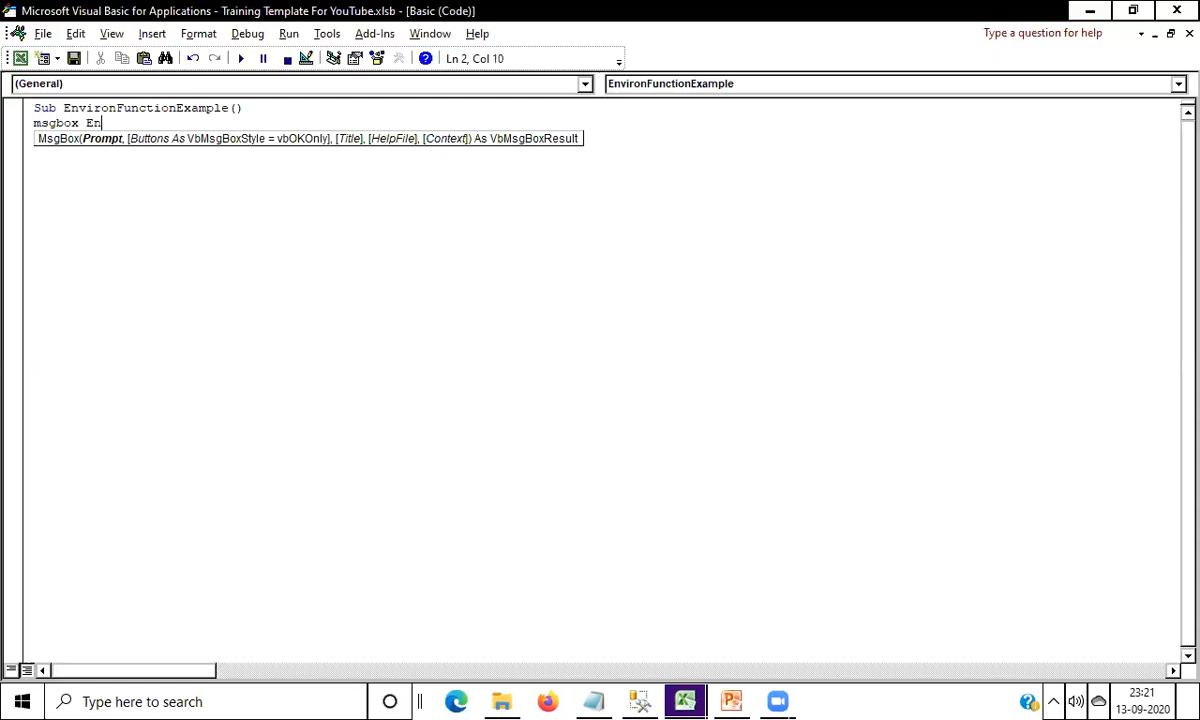 Microsoft Visual Basic for Applications - Training Template For YouTube.xlsb - [Basic (Code)]
File Edit View Insert Format Debug Run Tools Add-Ins Window Help Type a question for help
Ln 2, Col 10
(General) EnvironFunctionExample
Sub EnvironFunctionExample()
msgbox En
MsgBox(Prompt, [Buttons As VbMsgBoxStyle = vbOKOnly], [Title], [HelpFile], [Context]) As VbMsgBoxResult
Type here to search
23:21
13-09-2020